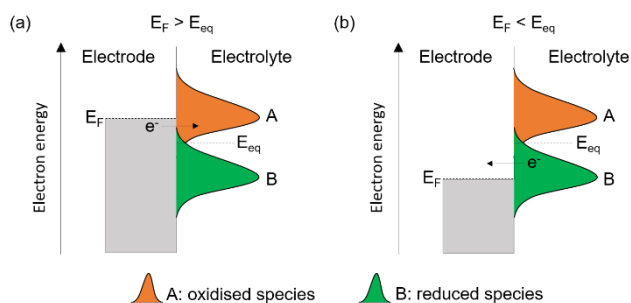 (a) E_F > E_eq
Electrode Electrolyte
Electron energy
E_F
e⁻
A
E_eq
B
(b) E_F < E_eq
Electrode Electrolyte
Electron energy
A
E_eq
e⁻
E_F
B
A: oxidised species B: reduced species